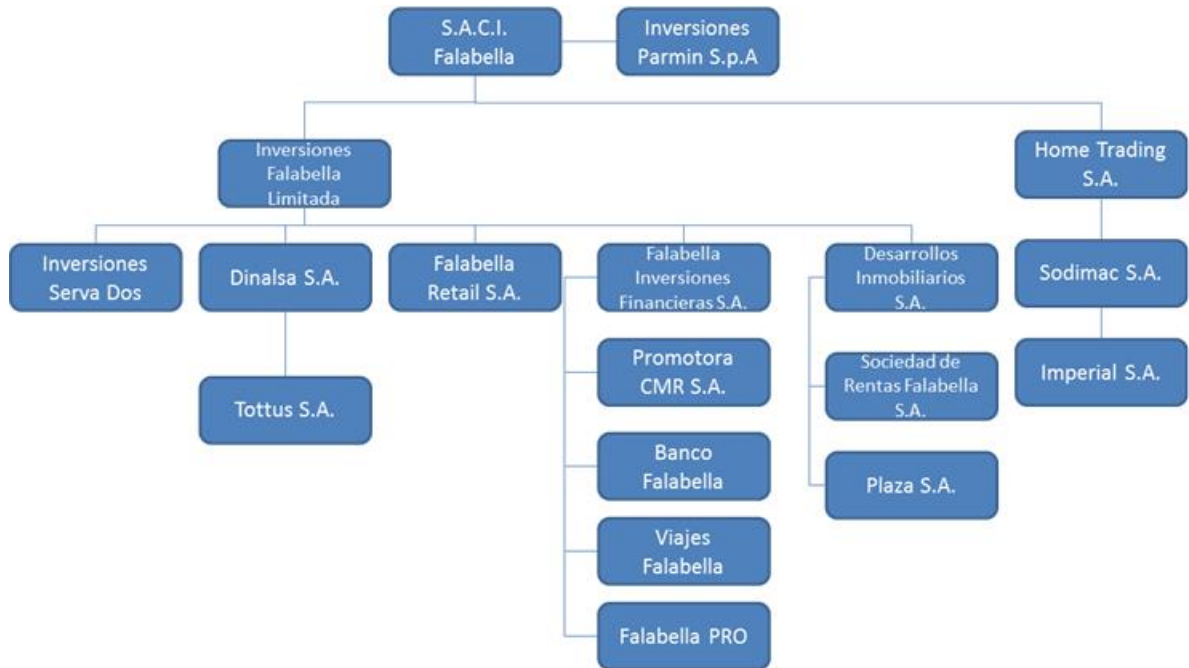 S.A.C.I.
Falabella
Inversiones
Parmin S.p.A
Inversiones
Falabella
Limitada
Home Trading
S.A.
Inversiones
Serva Dos
Dinalsa S.A.
Falabella
Retail S.A.
Falabella
Inversiones
Financieras S.A.
Desarrollos
Inmobiliarios
S.A.
Sodimac S.A.
Tottus S.A.
Promotora
CMR S.A.
Sociedad de
Rentas Falabella
S.A.
Imperial S.A.
Banco
Falabella
Plaza S.A.
Viajes
Falabella
Falabella PRO